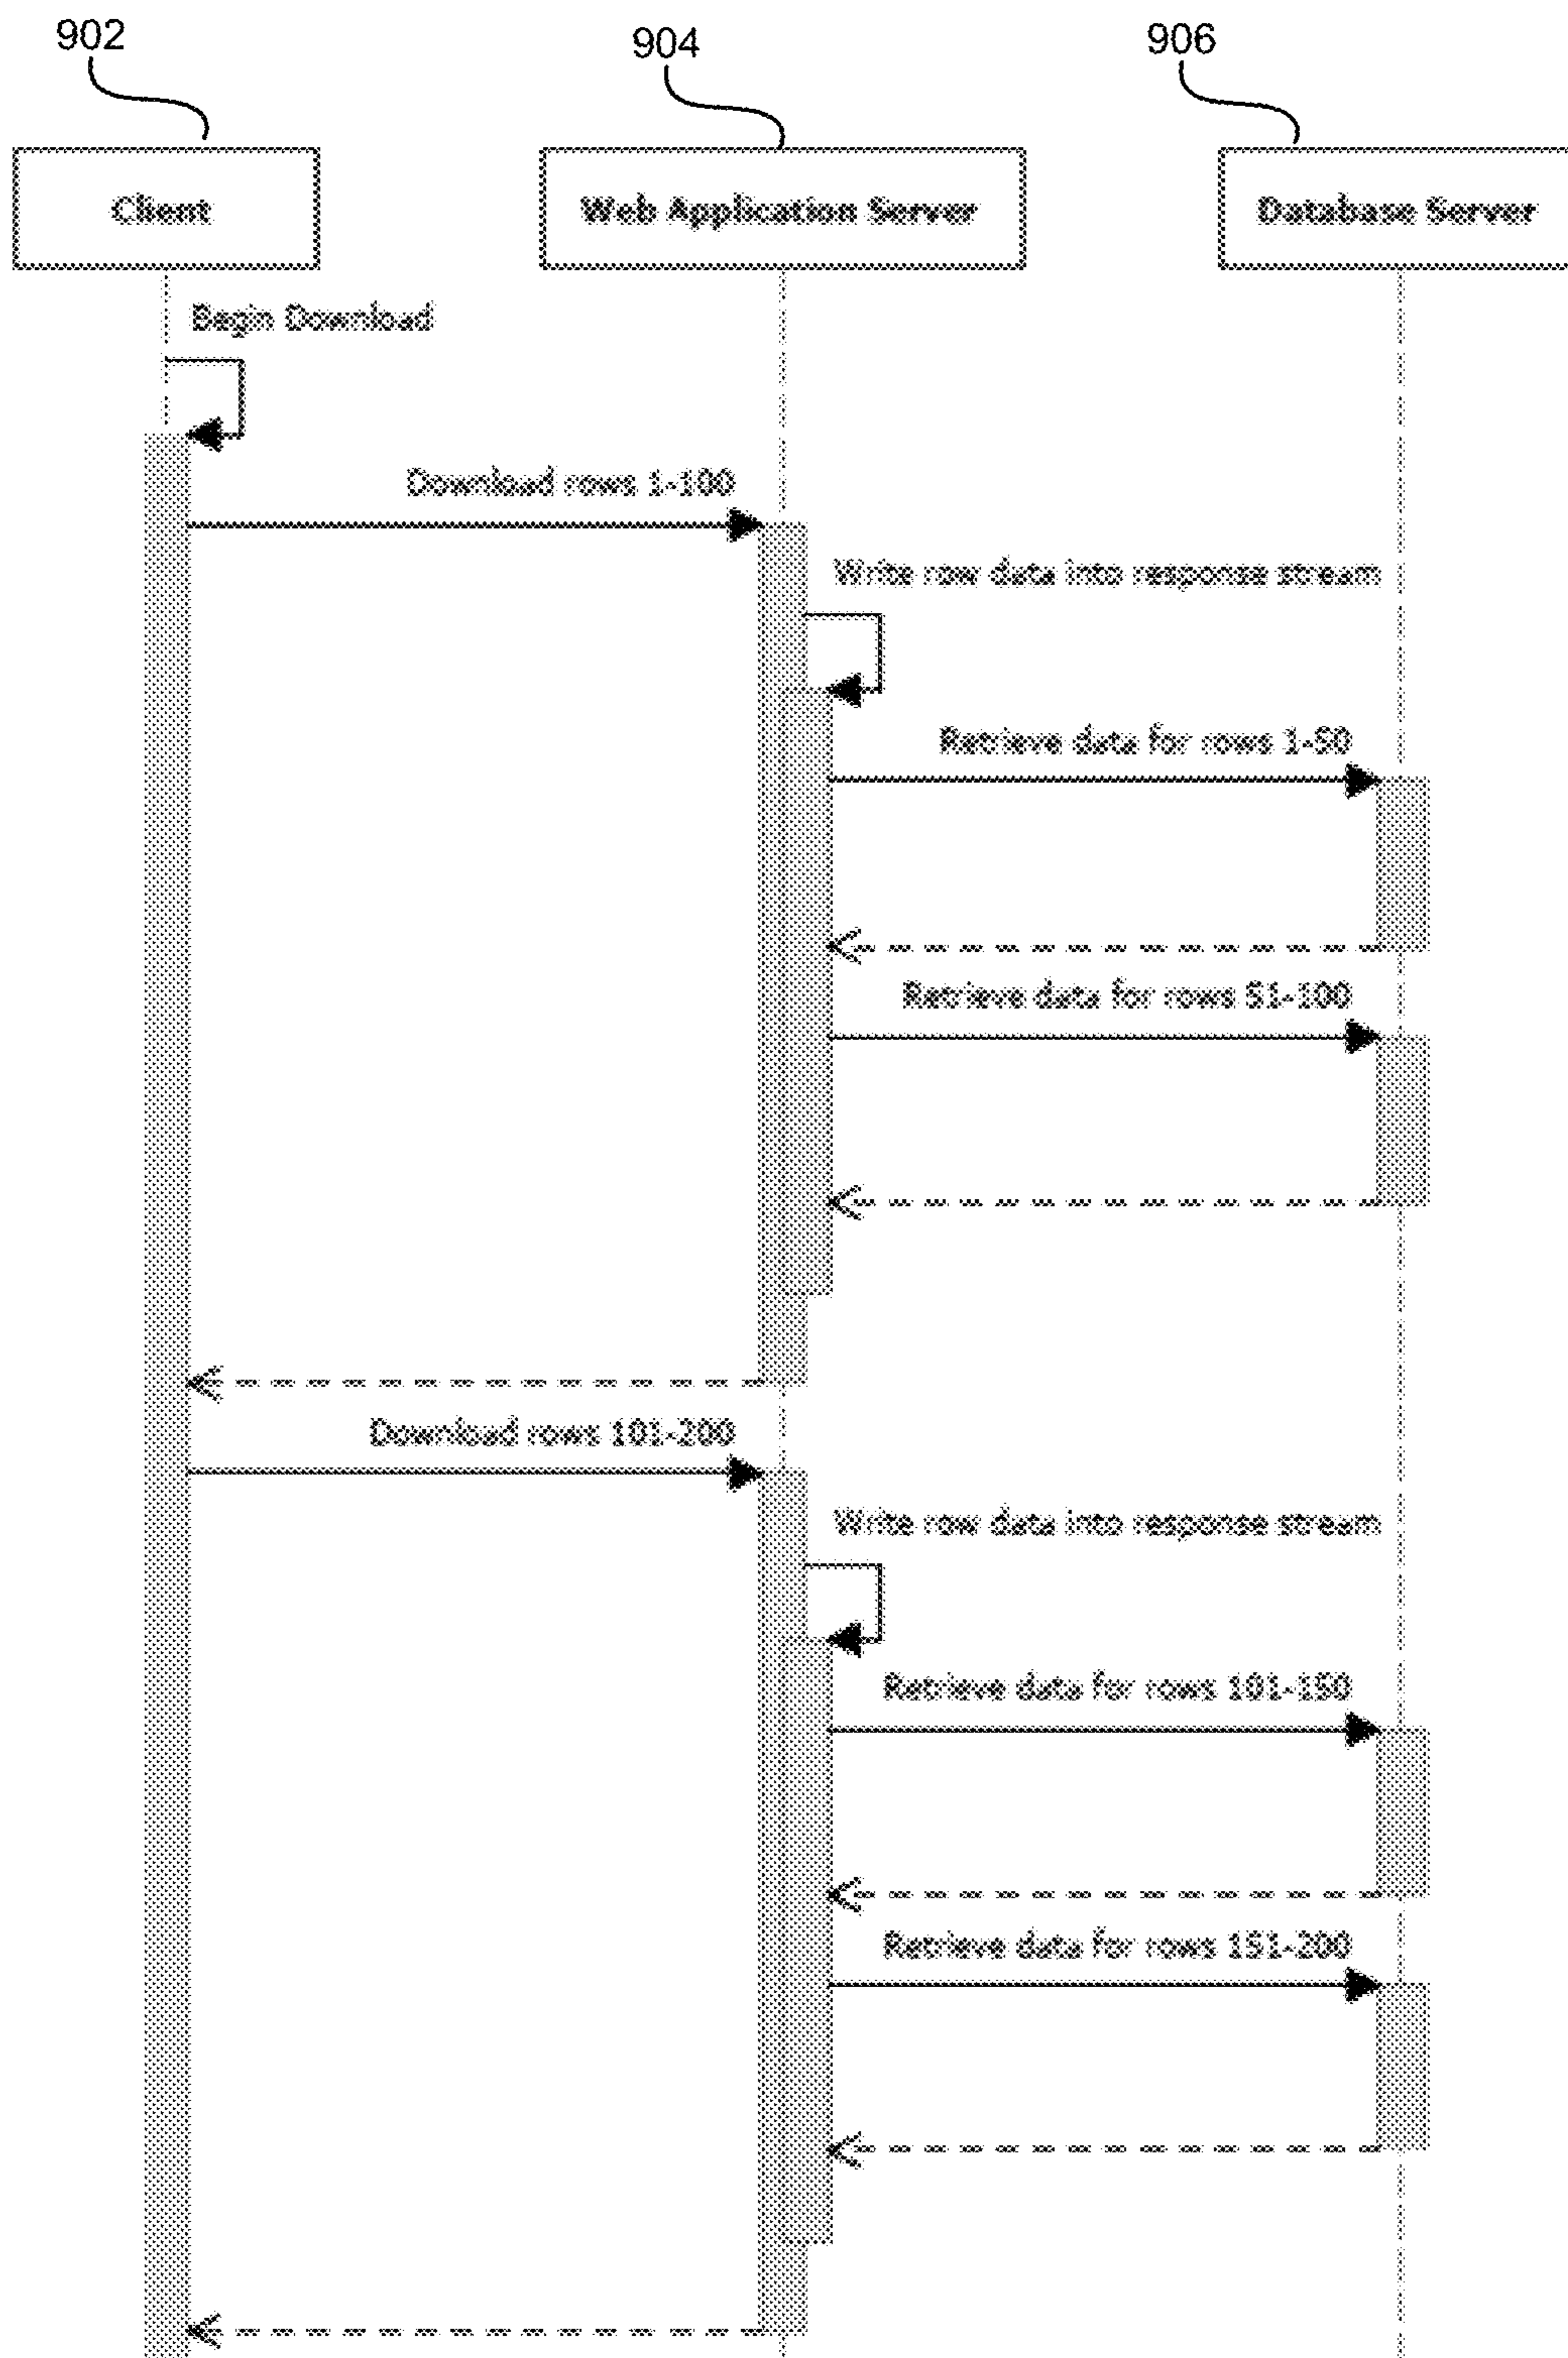 902
904
906
Client
Web Application Server
Database Server
Begin Download
Download rows 1-100
Write row data into response stream
Retrieve data for rows 1-50
Retrieve data for rows 51-100
Download rows 101-200
Write row data into response stream
Retrieve data for rows 101-150
Retrieve data for rows 151-200